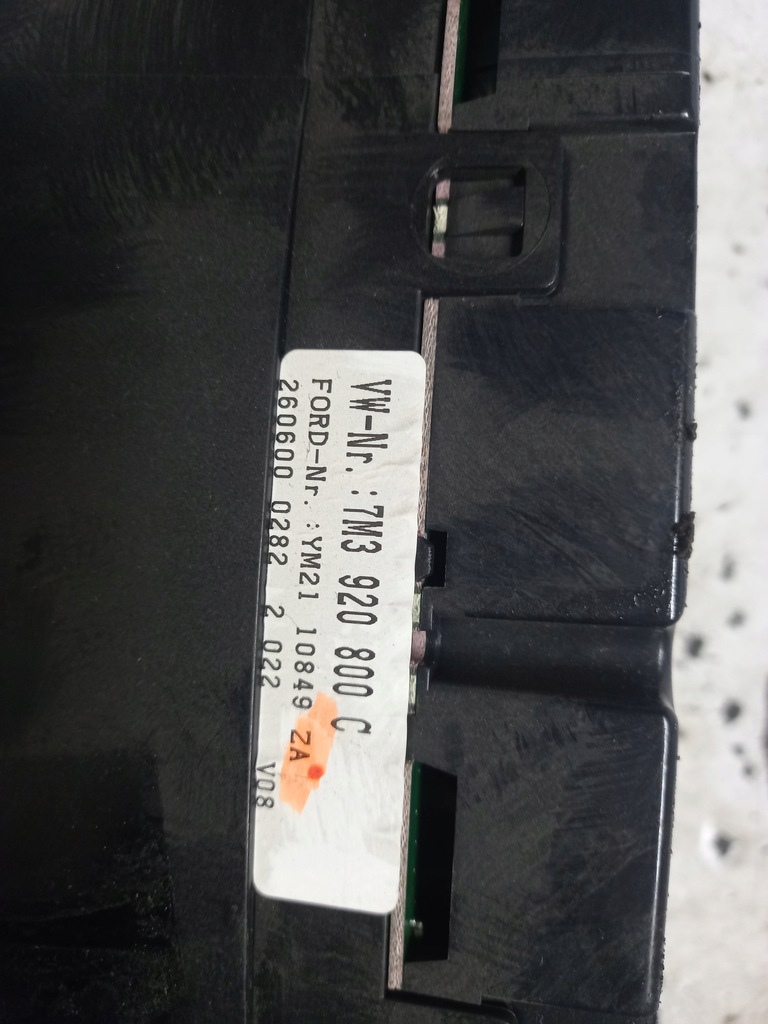 VW-Nr.:7M3 920 800 C
FORD-Nr.:YM21 10849 ZA
260600 0282 2 022 V08